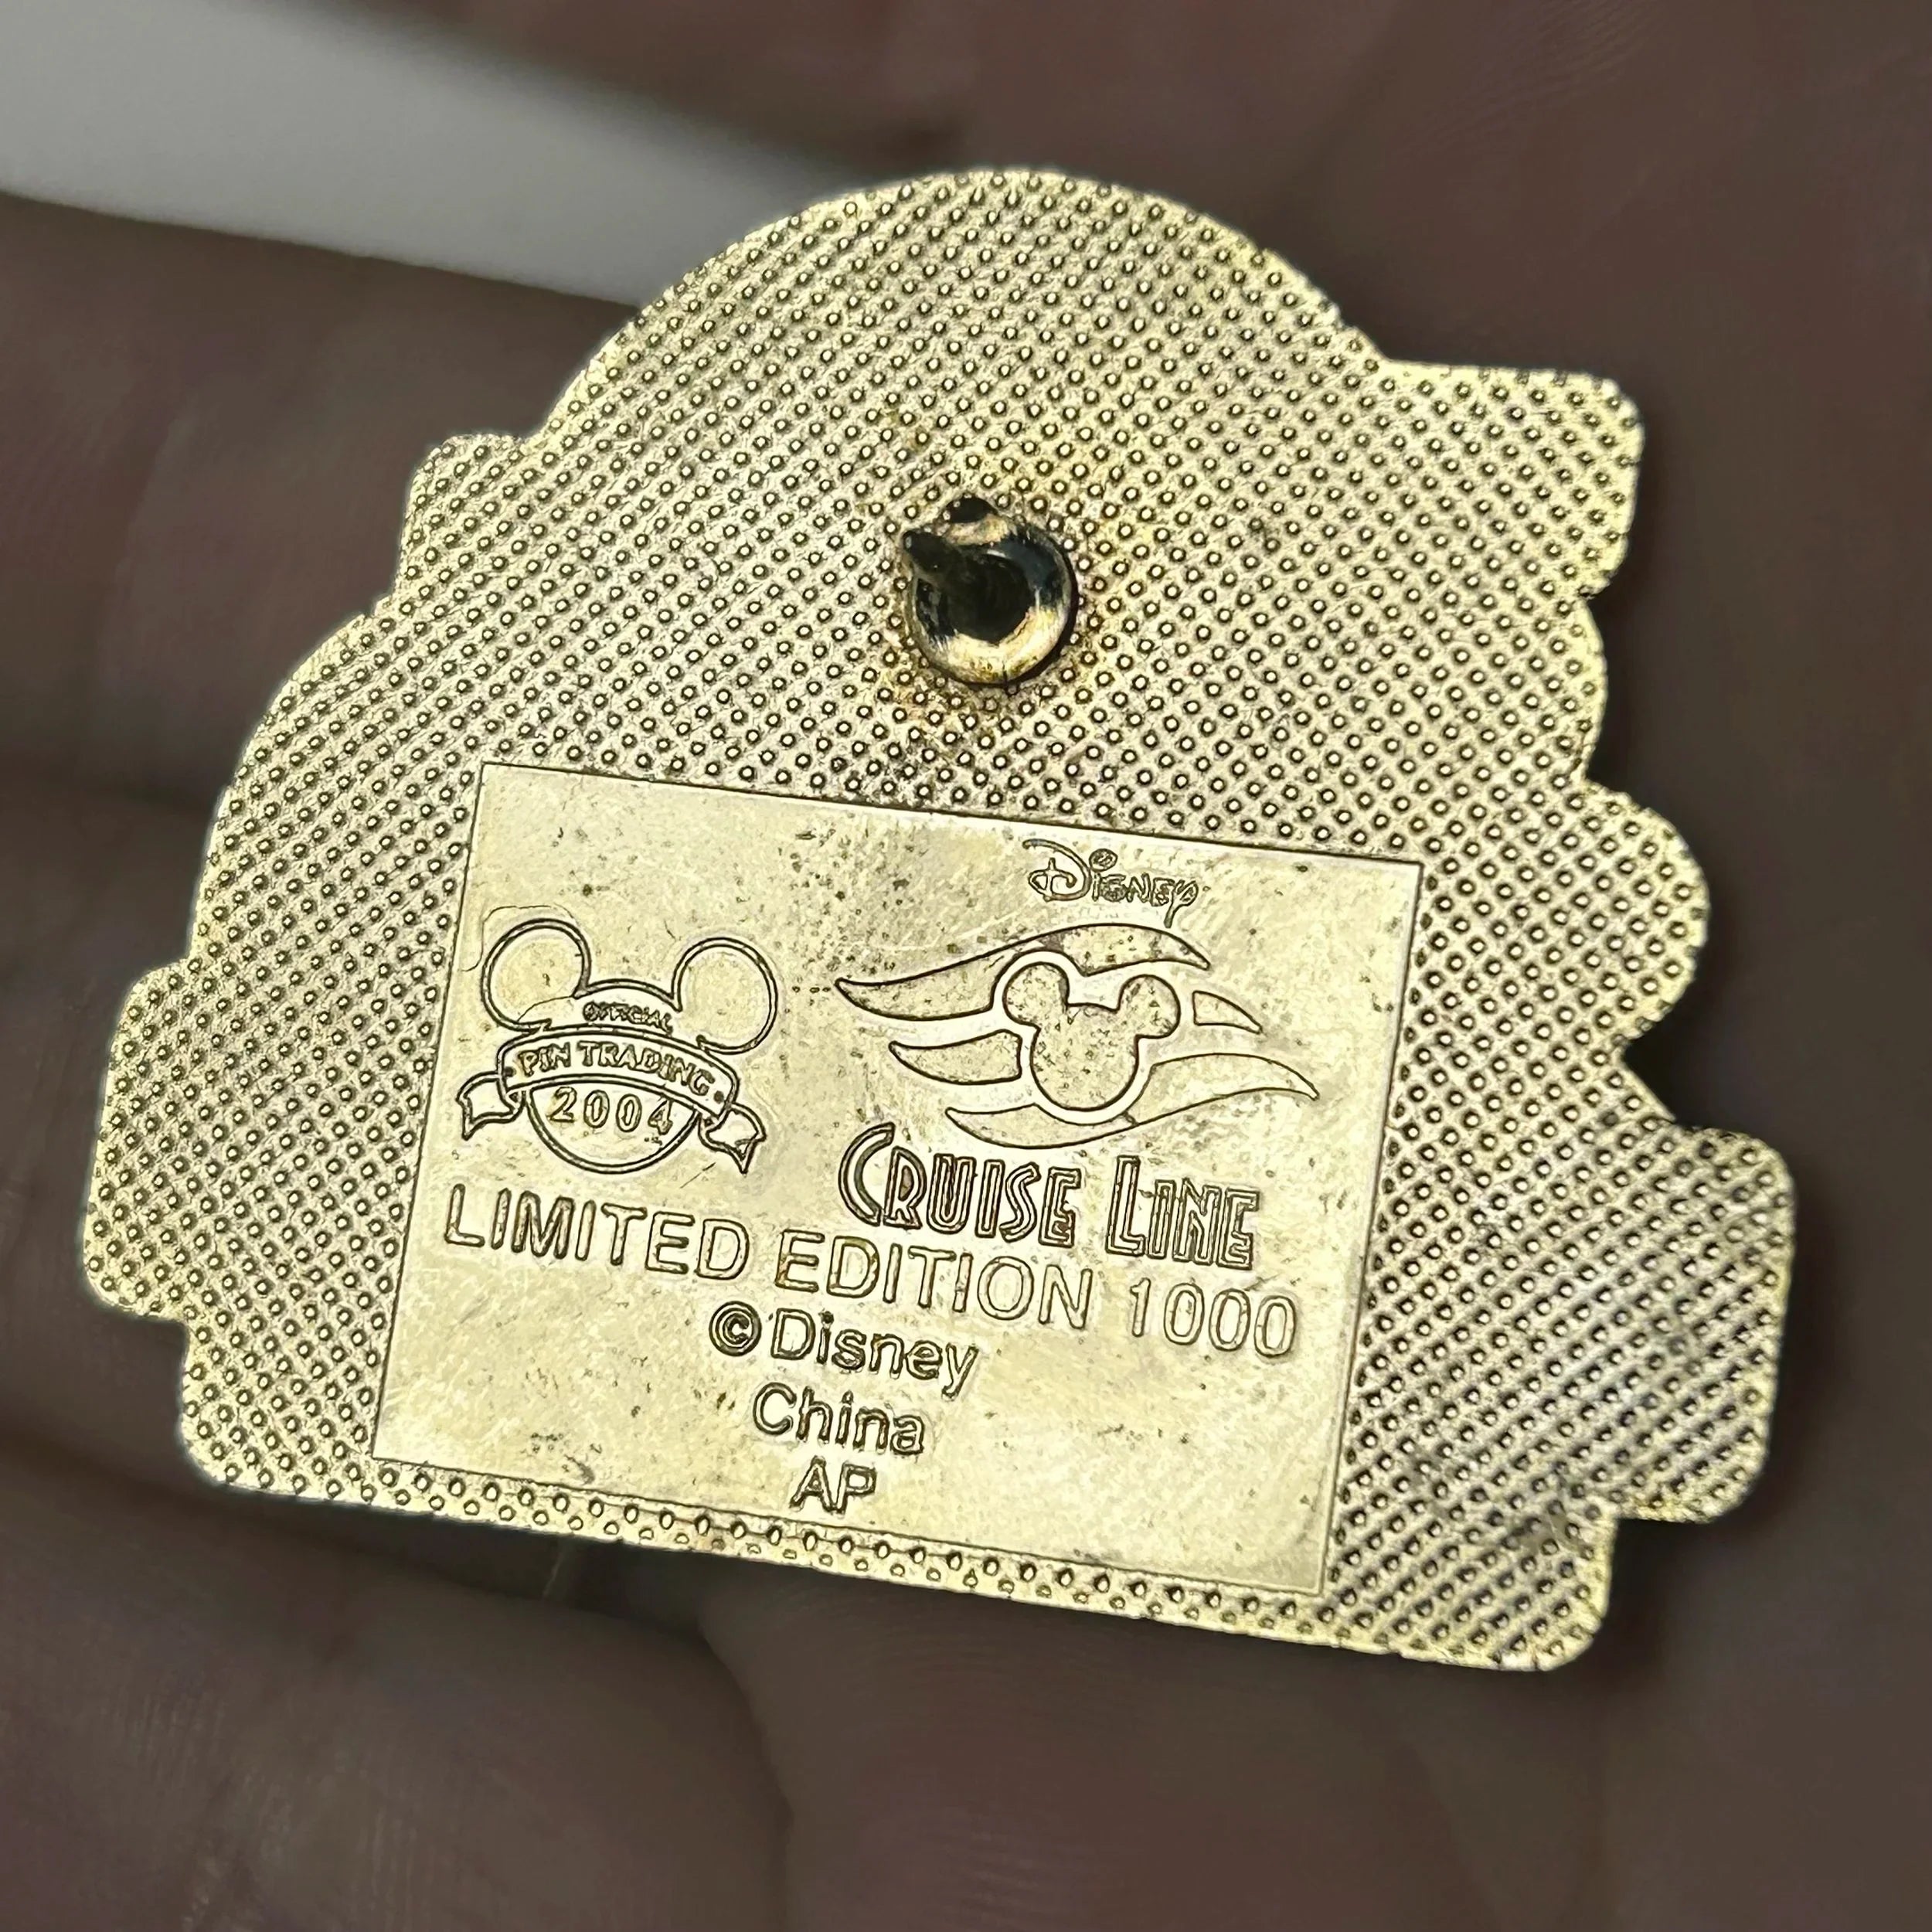 Disney
OFFICIAL
PIN TRADING
2004
CRUISE LINE
LIMITED EDITION 1000
©Disney
China
AP